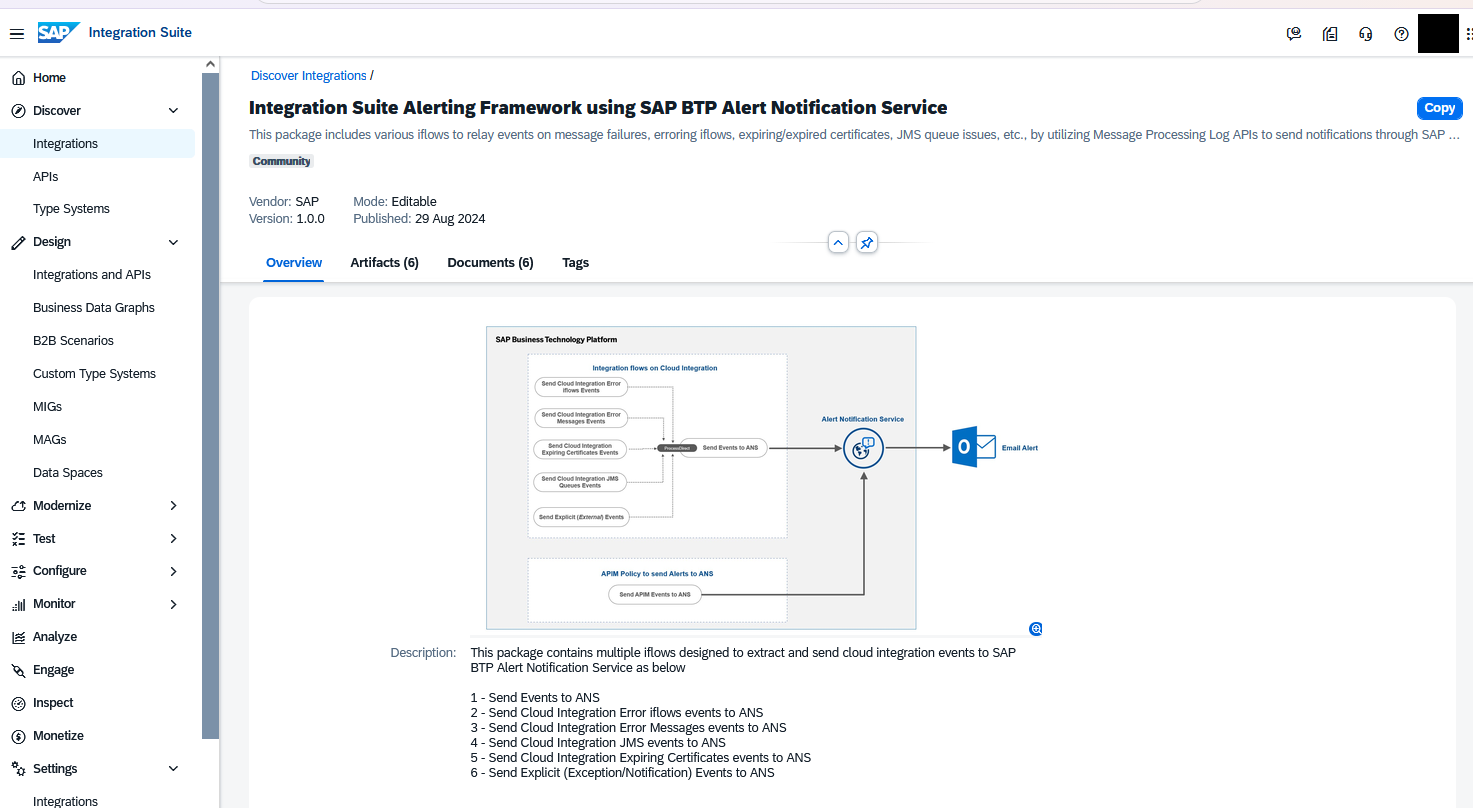 SAP Integration Suite
Home
Discover
Integrations
APIs
Type Systems
Design
Integrations and APIs
Business Data Graphs
B2B Scenarios
Custom Type Systems
MIGs
MAGs
Data Spaces
Modernize
Test
Configure
Monitor
Analyze
Engage
Inspect
Monetize
Settings
Integrations
Discover Integrations /
Integration Suite Alerting Framework using SAP BTP Alert Notification Service
Copy
This package includes various iflows to relay events on message failures, erroring iflows, expiring/expired certificates, JMS queue issues, etc., by utilizing Message Processing Log APIs to send notifications through SAP ...
Community
Vendor: SAP
Mode: Editable
Version: 1.0.0
Published: 29 Aug 2024
Overview
Artifacts (6)
Documents (6)
Tags
SAP Business Technology Platform
Integration flows on Cloud Integration
Send Cloud Integration Error
iflows Events
Send Cloud Integration Error
Messages Events
Send Cloud Integration
Expiring Certificates Events
Send Cloud Integration JMS
Queues Events
Send Explicit (External) Events
ProcessDirect
Send Events to ANS
Alert Notification Service
Email Alert
APIM Policy to send Alerts to ANS
Send APIM Events to ANS
Description:
This package contains multiple iflows designed to extract and send cloud integration events to SAP
BTP Alert Notification Service as below
1 - Send Events to ANS
2 - Send Cloud Integration Error iflows events to ANS
3 - Send Cloud Integration Error Messages events to ANS
4 - Send Cloud Integration JMS events to ANS
5 - Send Cloud Integration Expiring Certificates events to ANS
6 - Send Explicit (Exception/Notification) Events to ANS